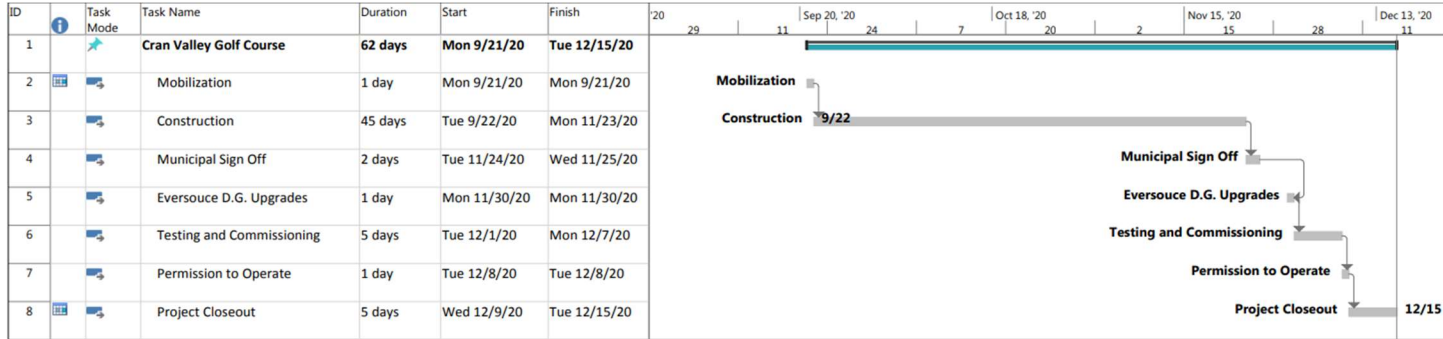 ID Task Mode Task Name Duration Start Finish '20 Sep 20, '20 Oct 18, '20 Nov 15, '20 Dec 13, '20
29 11 24 7 20 2 15 28 11
1 Cran Valley Golf Course 62 days Mon 9/21/20 Tue 12/15/20
2 Mobilization 1 day Mon 9/21/20 Mon 9/21/20 Mobilization
3 Construction 45 days Tue 9/22/20 Mon 11/23/20 Construction 9/22
4 Municipal Sign Off 2 days Tue 11/24/20 Wed 11/25/20 Municipal Sign Off
5 Eversouce D.G. Upgrades 1 day Mon 11/30/20 Mon 11/30/20 Eversouce D.G. Upgrades
6 Testing and Commissioning 5 days Tue 12/1/20 Mon 12/7/20 Testing and Commissioning
7 Permission to Operate 1 day Tue 12/8/20 Tue 12/8/20 Permission to Operate
8 Project Closeout 5 days Wed 12/9/20 Tue 12/15/20 Project Closeout 12/15